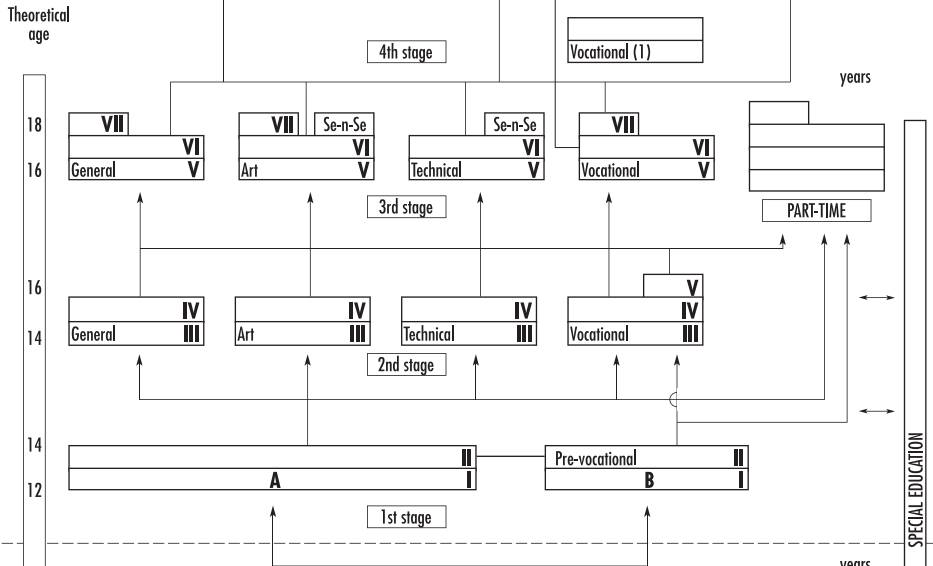 Theoretical
age
4th stage
Vocational (1)
years
18
VII
VII
Se-n-Se
Se-n-Se
VII
VI
VI
VI
VI
16
General
V
Art
V
Technical
V
Vocational
V
3rd stage
PART-TIME
16
V
IV
IV
IV
IV
14
General
III
Art
III
Technical
III
Vocational
III
2nd stage
14
II
Pre-vocational
II
12
A
I
B
I
1st stage
SPECIAL EDUCATION
years